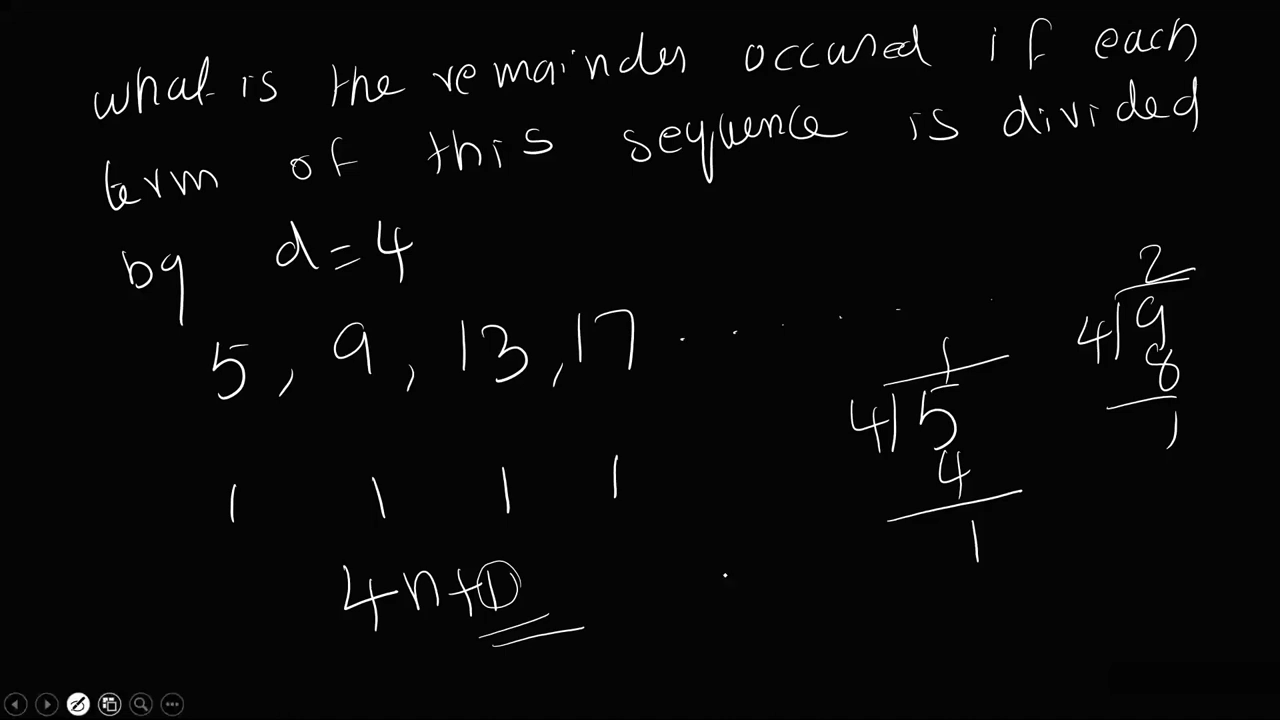 what is the remainder occured if each
term of this sequence is divided
by d=4
5, 9, 13, 17 .......
1 1 1 1
4n+1
1
4)5
4
1
2
4)9
8
1